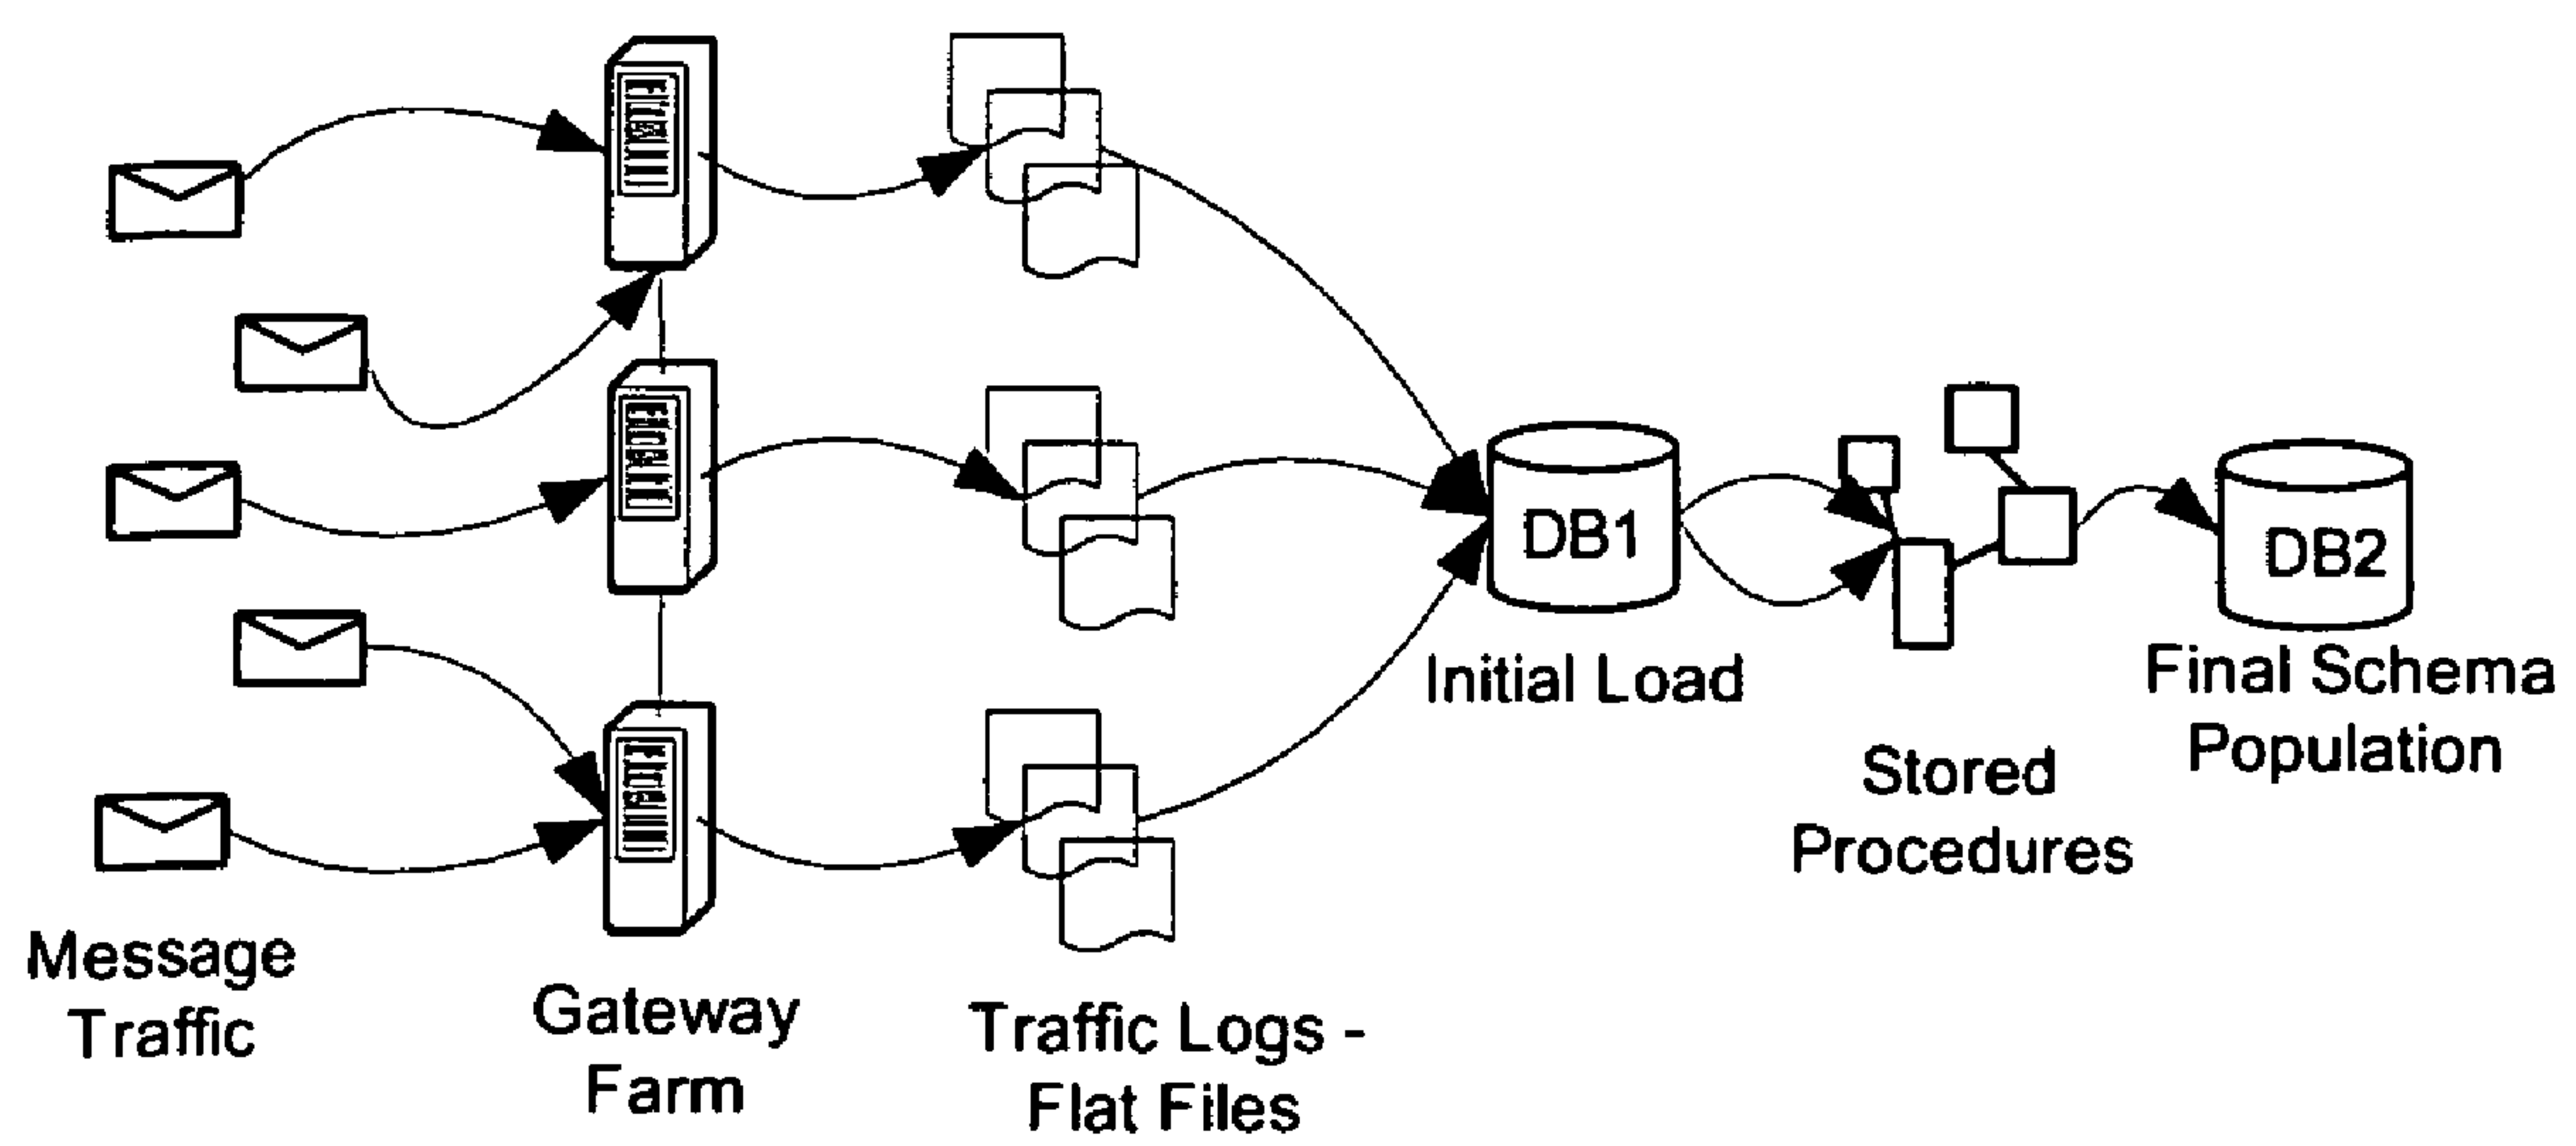 Message
Traffic
Gateway
Farm
Traffic Logs -
Flat Files
DB1
Initial Load
Stored
Procedures
DB2
Final Schema
Population